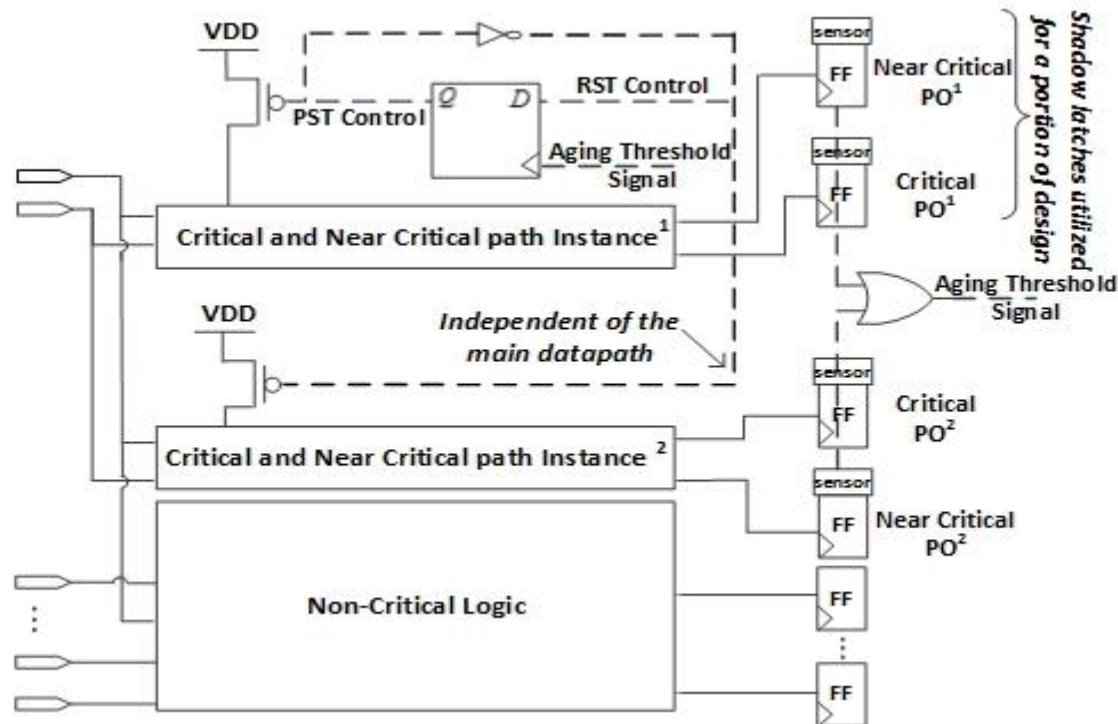 VDD
Q
D
RST Control
PST Control
Aging Threshold
Signal
sensor
FF
Near Critical
PO1
sensor
FF
Critical
PO1
Shadow latches utilized
for a portion of design
Critical and Near Critical path Instance 1
Aging Threshold
Signal
VDD
Independent of the
main datapath
sensor
FF
Critical
PO2
Critical and Near Critical path Instance 2
sensor
FF
Near Critical
PO2
Non-Critical Logic
FF
FF